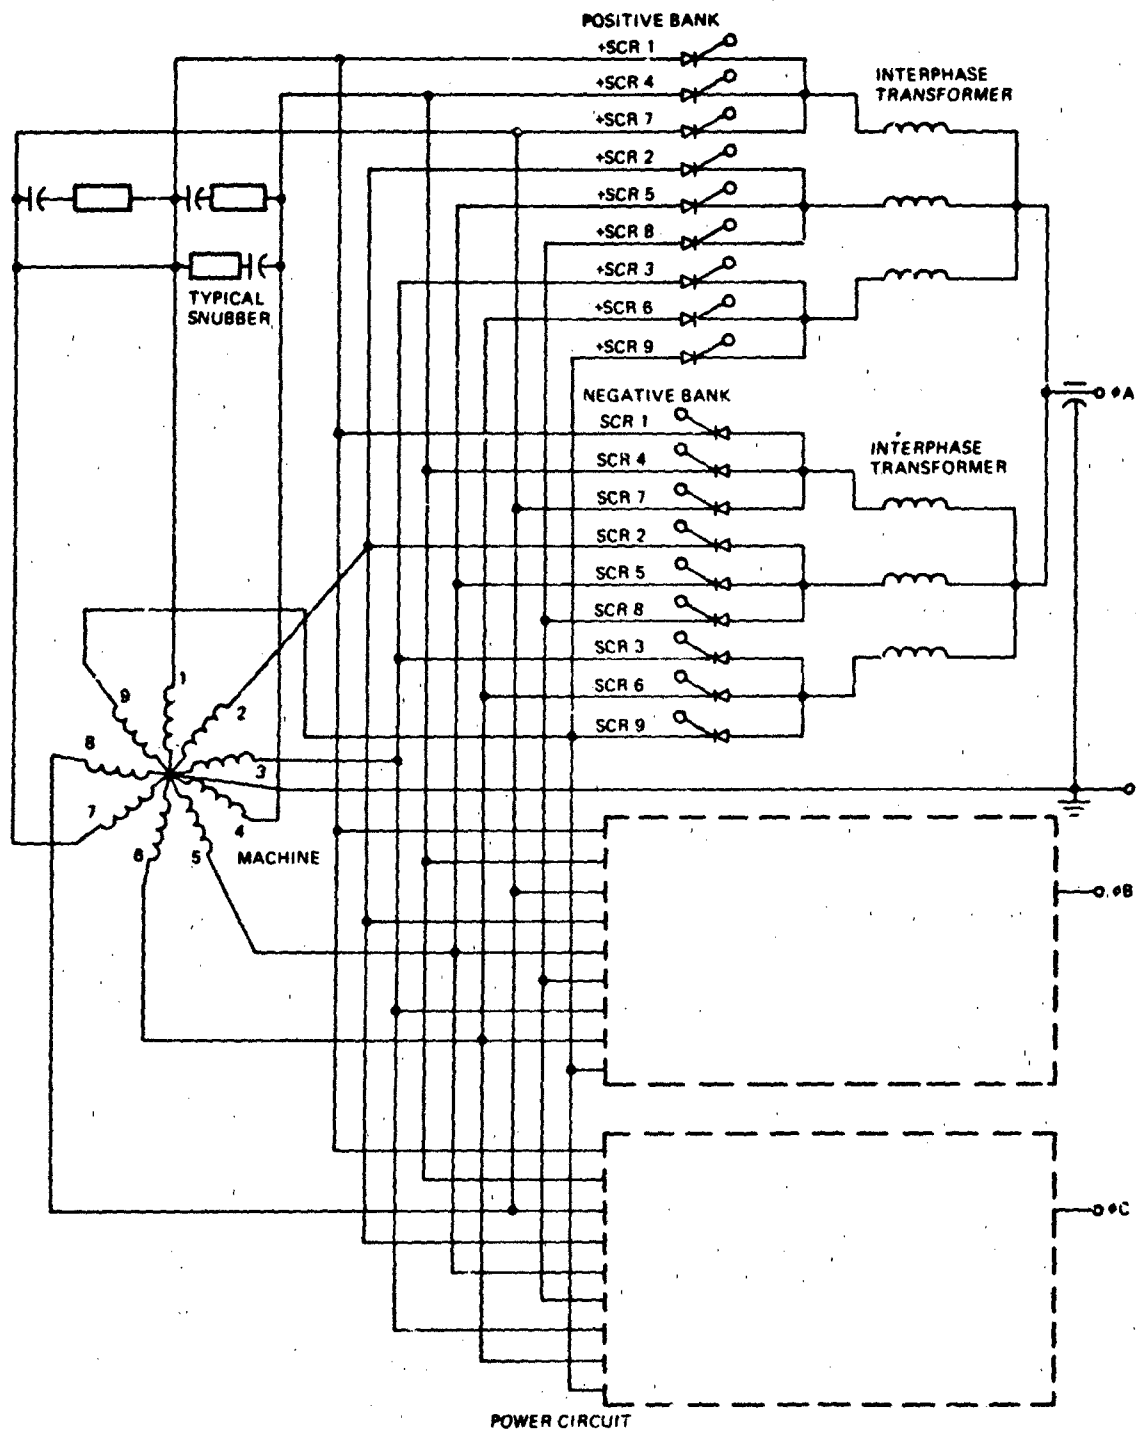 POSITIVE BANK
+SCR 1
+SCR 4
+SCR 7
+SCR 2
+SCR 5
+SCR 8
+SCR 3
+SCR 6
+SCR 9
INTERPHASE
TRANSFORMER
TYPICAL
SNUBBER
NEGATIVE BANK
SCR 1
SCR 4
SCR 7
SCR 2
SCR 5
SCR 8
SCR 3
SCR 6
SCR 9
INTERPHASE
TRANSFORMER
φA
1
2
3
4
5
6
7
8
9
MACHINE
φB
φC
POWER CIRCUIT